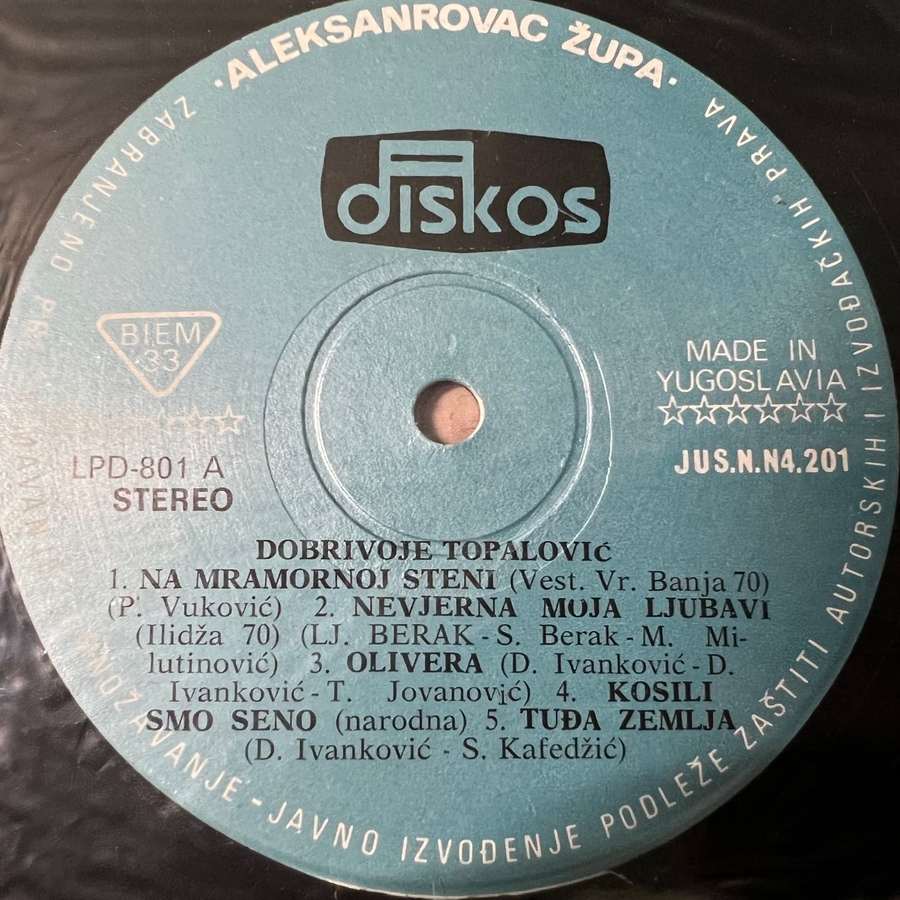 ·ALEKSANROVAC ŽUPA·
diskos
BIEM
33
MADE IN
YUGOSLAVIA
LPD-801 A
STEREO
JUS.N.N4.201
DOBRIVOJE TOPALOVIć
1. NA MRAMORNOJ STENI (Vest. Vr. Banja 70)
(P. Vuković) 2. NEVJERNA MOJA LJUBAVI
(Ilidža 70) (LJ. BERAK - S. Berak - M. Mi-
lutinović) 3. OLIVERA (D. Ivanković - D.
Ivanković - T. Jovanović) 4. KOSILI
SMO SENO (narodna) 5. TUĐA ZEMLJA
(D. Ivanković - S. Kafedžić)
ZABRANJENO - JAVNO IZVOĐENJE PODLEŽE ZAŠTITI AUTORSKIH I IZVOĐAČKIH PRAVA